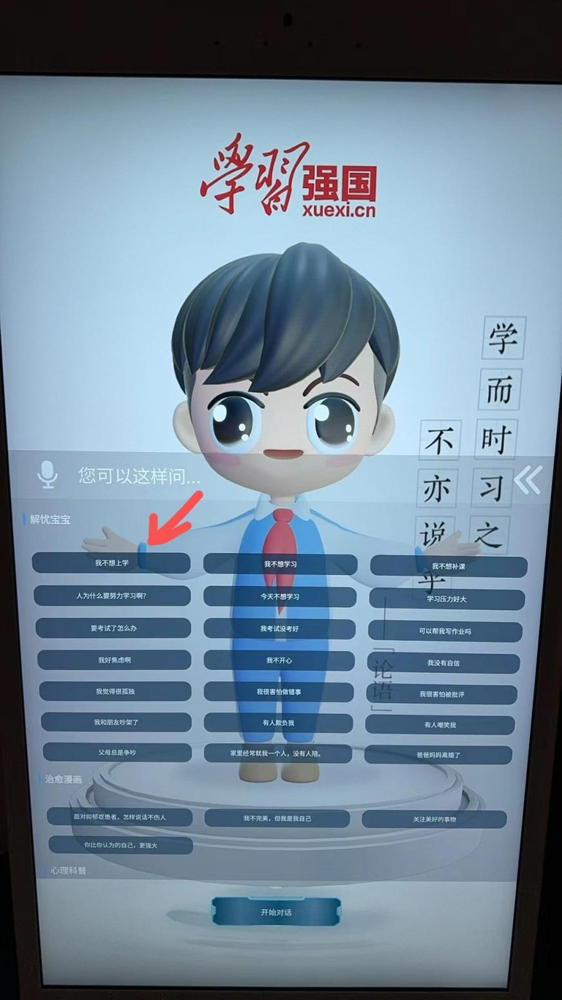 學習强国
xuexi.cn
学而时习之
不亦说乎
——「论语」
您可以这样问...
解忧宝宝
我不想上学
我不想学习
我不想补课
人为什么要努力学习啊?
今天不想学习
学习压力好大
要考试了怎么办
我考试没考好
可以帮我写作业吗
我好焦虑啊
我不开心
我没有自信
我觉得很孤独
我很害怕做错事
我很害怕被批评
我和朋友吵架了
有人欺负我
有人嘲笑我
父母总是争吵
家里经常就我一个人，没有人陪。
爸爸妈妈离婚了
治愈漫画
面对抑郁症患者，怎样说话不伤人
我不完美，但我是我自己
关注美好的事物
你比你认为的自己，更强大
心理科普
开始对话